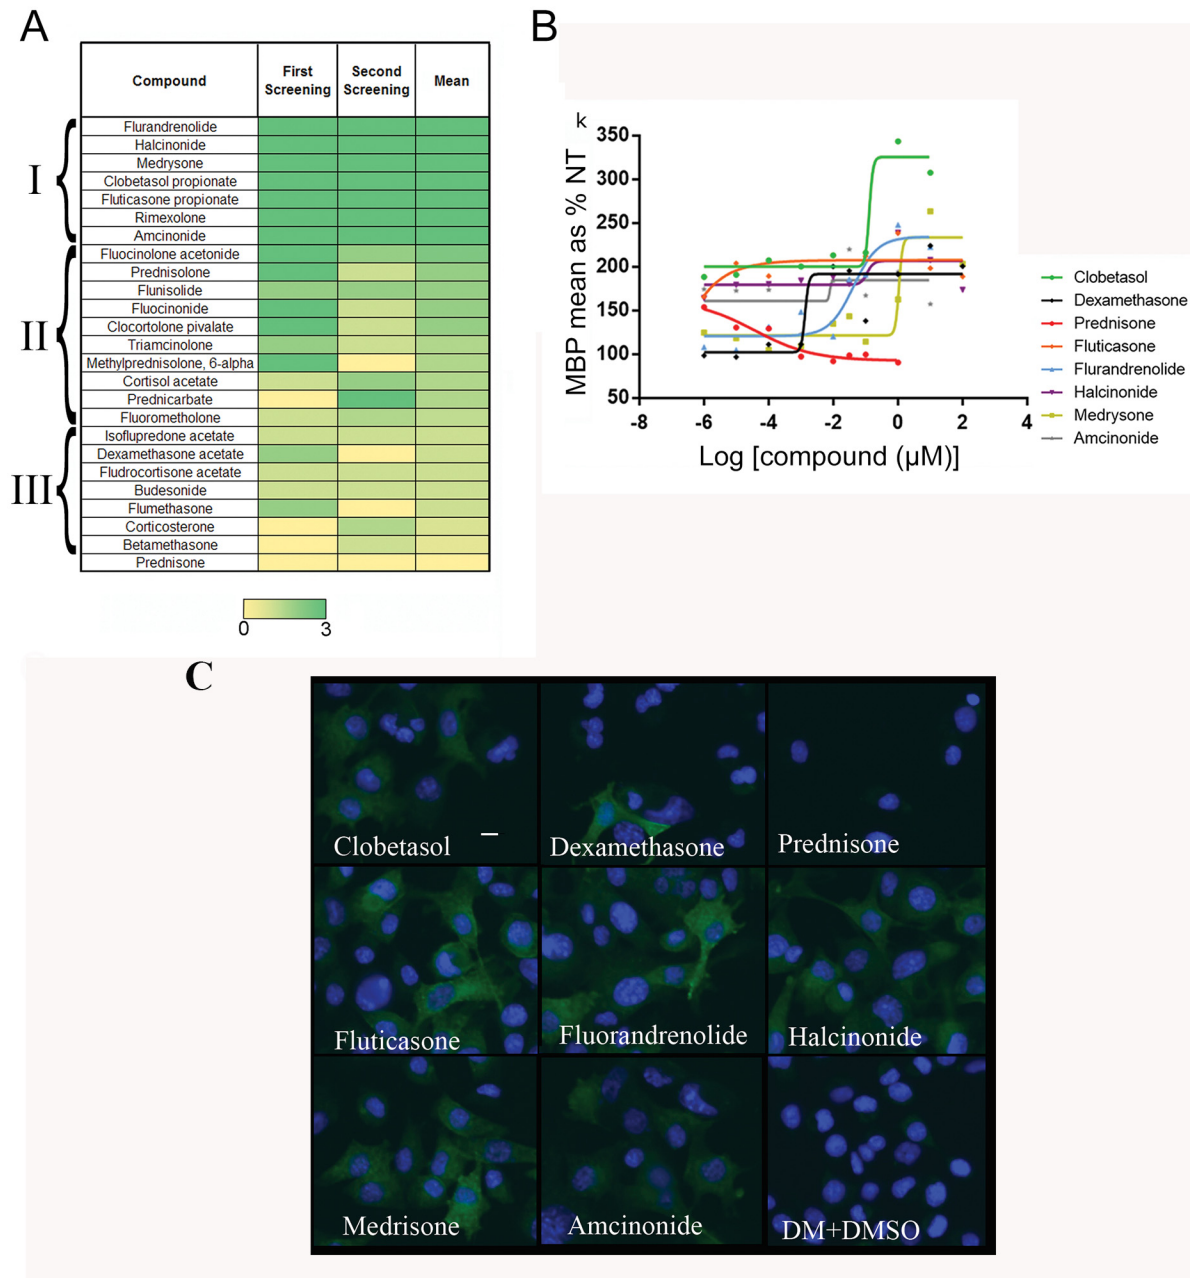 A
Compound
First Screening
Second Screening
Mean
I
Flurandrenolide
Halcinonide
Medrysone
Clobetasol propionate
Fluticasone propionate
Rimexolone
Amcinonide
II
Fluocinolone acetonide
Prednisolone
Flunisolide
Fluocinonide
Clocortolone pivalate
Triamcinolone
Methylprednisolone, 6-alpha
Cortisol acetate
Prednicarbate
Fluorometholone
III
Isoflupredone acetate
Dexamethasone acetate
Fludrocortisone acetate
Budesonide
Flumethasone
Corticosterone
Betamethasone
Prednisone
0 3
B
k
MBP mean as % NT
350
300
250
200
150
100
50
-8 -6 -4 -2 0 2 4
Log [compound (µM)]
Clobetasol
Dexamethasone
Prednisone
Fluticasone
Flurandrenolide
Halcinonide
Medrysone
Amcinonide
C
Clobetasol
Dexamethasone
Prednisone
Fluticasone
Fluorandrenolide
Halcinonide
Medrisone
Amcinonide
DM+DMSO